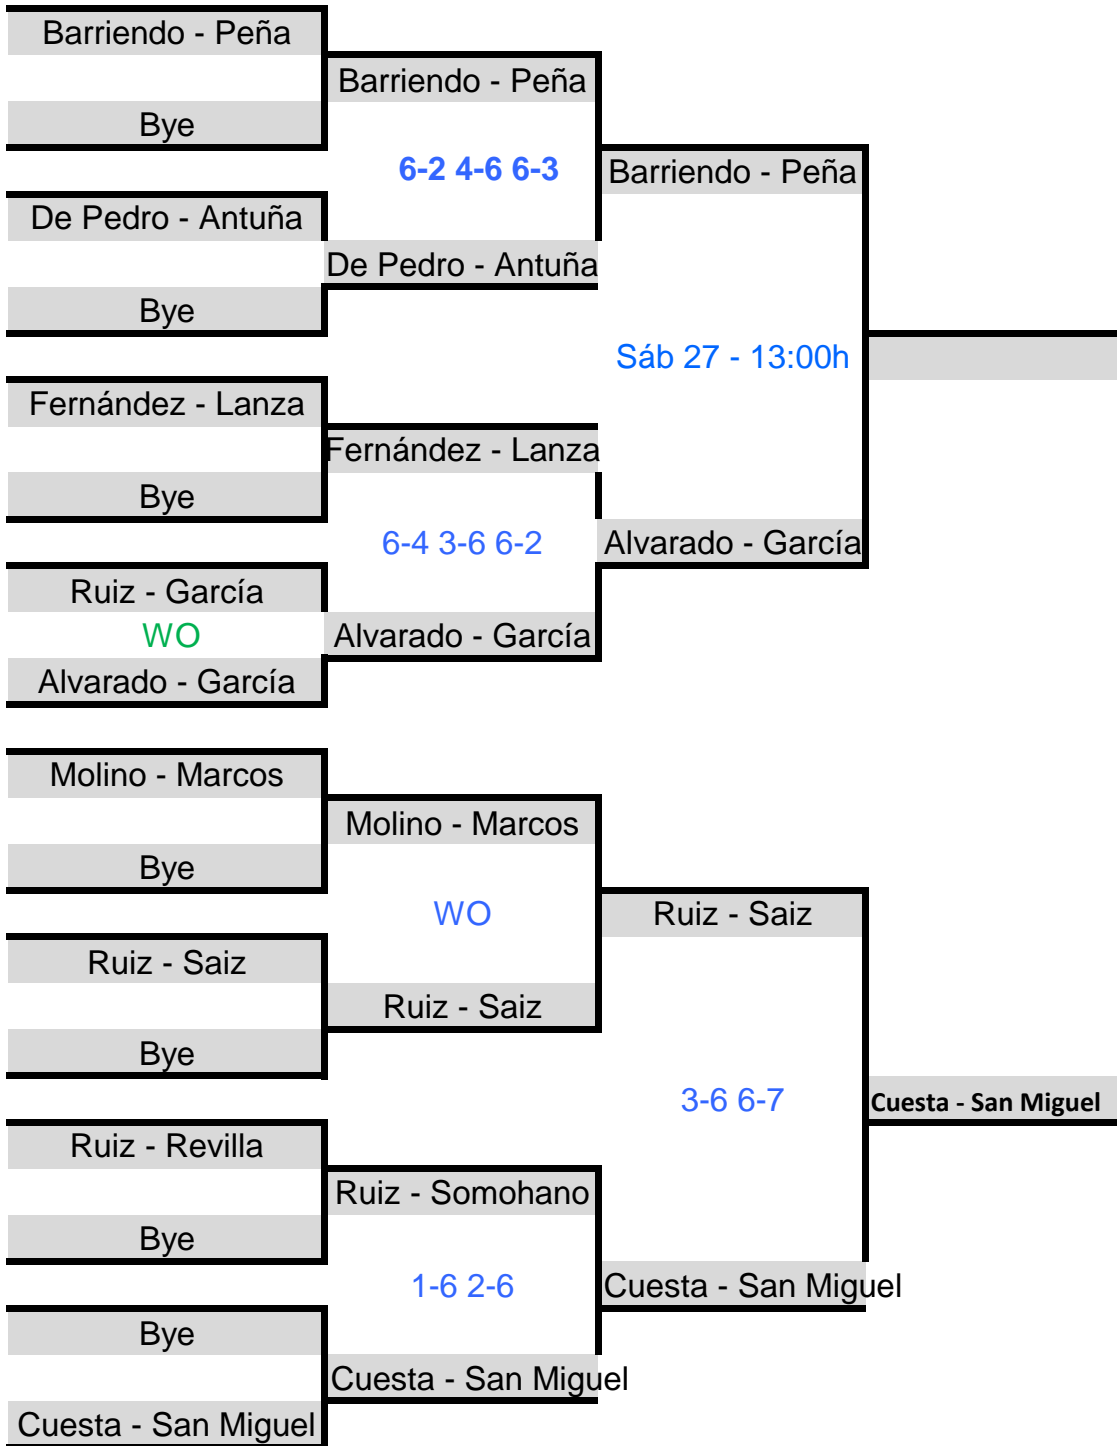 Barriendo - Peña
Barriendo - Peña
Bye
6-2 4-6 6-3
Barriendo - Peña
De Pedro - Antuña
De Pedro - Antuña
Bye
Sáb 27 - 13:00h
Fernández - Lanza
Fernández - Lanza
Bye
6-4 3-6 6-2
Alvarado - García
Ruiz - García
WO
Alvarado - García
Alvarado - García
Molino - Marcos
Molino - Marcos
Bye
WO
Ruiz - Saiz
Ruiz - Saiz
Ruiz - Saiz
Bye
3-6 6-7
Cuesta - San Miguel
Ruiz - Revilla
Ruiz - Somohano
Bye
1-6 2-6
Cuesta - San Miguel
Bye
Cuesta - San Miguel
Cuesta - San Miguel